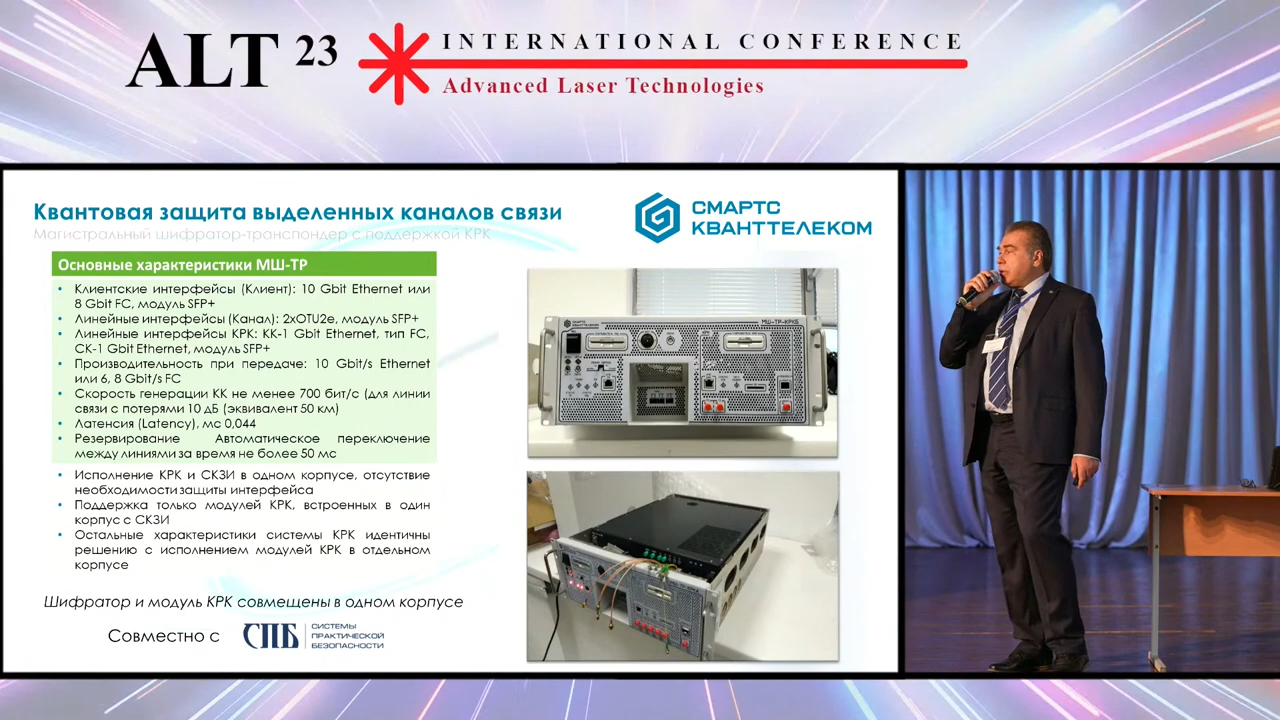 ALT 23
INTERNATIONAL CONFERENCE
Advanced Laser Technologies
Квантовая защита выделенных каналов связи
Магистральный шифратор-транспондер с поддержкой КРК
СМАРТС
КВАНТТЕЛЕКОМ
Основные характеристики МШ-ТР
• Клиентские интерфейсы (Клиент): 10 Gbit Ethernet или
8 Gbit FC, модуль SFP+
• Линейные интерфейсы (Канал): 2xOTU2e, модуль SFP+
• Линейные интерфейсы КРК: КК-1 Gbit Ethernet, тип FC,
СК-1 Gbit Ethernet, модуль SFP+
• Производительность при передаче: 10 Gbit/s Ethernet
или 6, 8 Gbit/s FC
• Скорость генерации КК не менее 700 бит/с (для линии
связи с потерями 10 дБ (эквивалент 50 км)
• Латенсия (Latency), мс 0,044
• Резервирование Автоматическое переключение
между линиями за время не более 50 мс
• Исполнение КРК и СКЗИ в одном корпусе, отсутствие
необходимости защиты интерфейса
• Поддержка только модулей КРК, встроенных в один
корпус с СКЗИ
• Остальные характеристики системы КРК идентичны
решению с исполнением модулей КРК в отдельном
корпусе
Шифратор и модуль КРК совмещены в одном корпусе
Совместно с
СПБ
СИСТЕМЫ
ПРАКТИЧЕСКОЙ
БЕЗОПАСНОСТИ
СМАРТС
КВАНТТЕЛЕКОМ
МШ-ТР-КРКБ